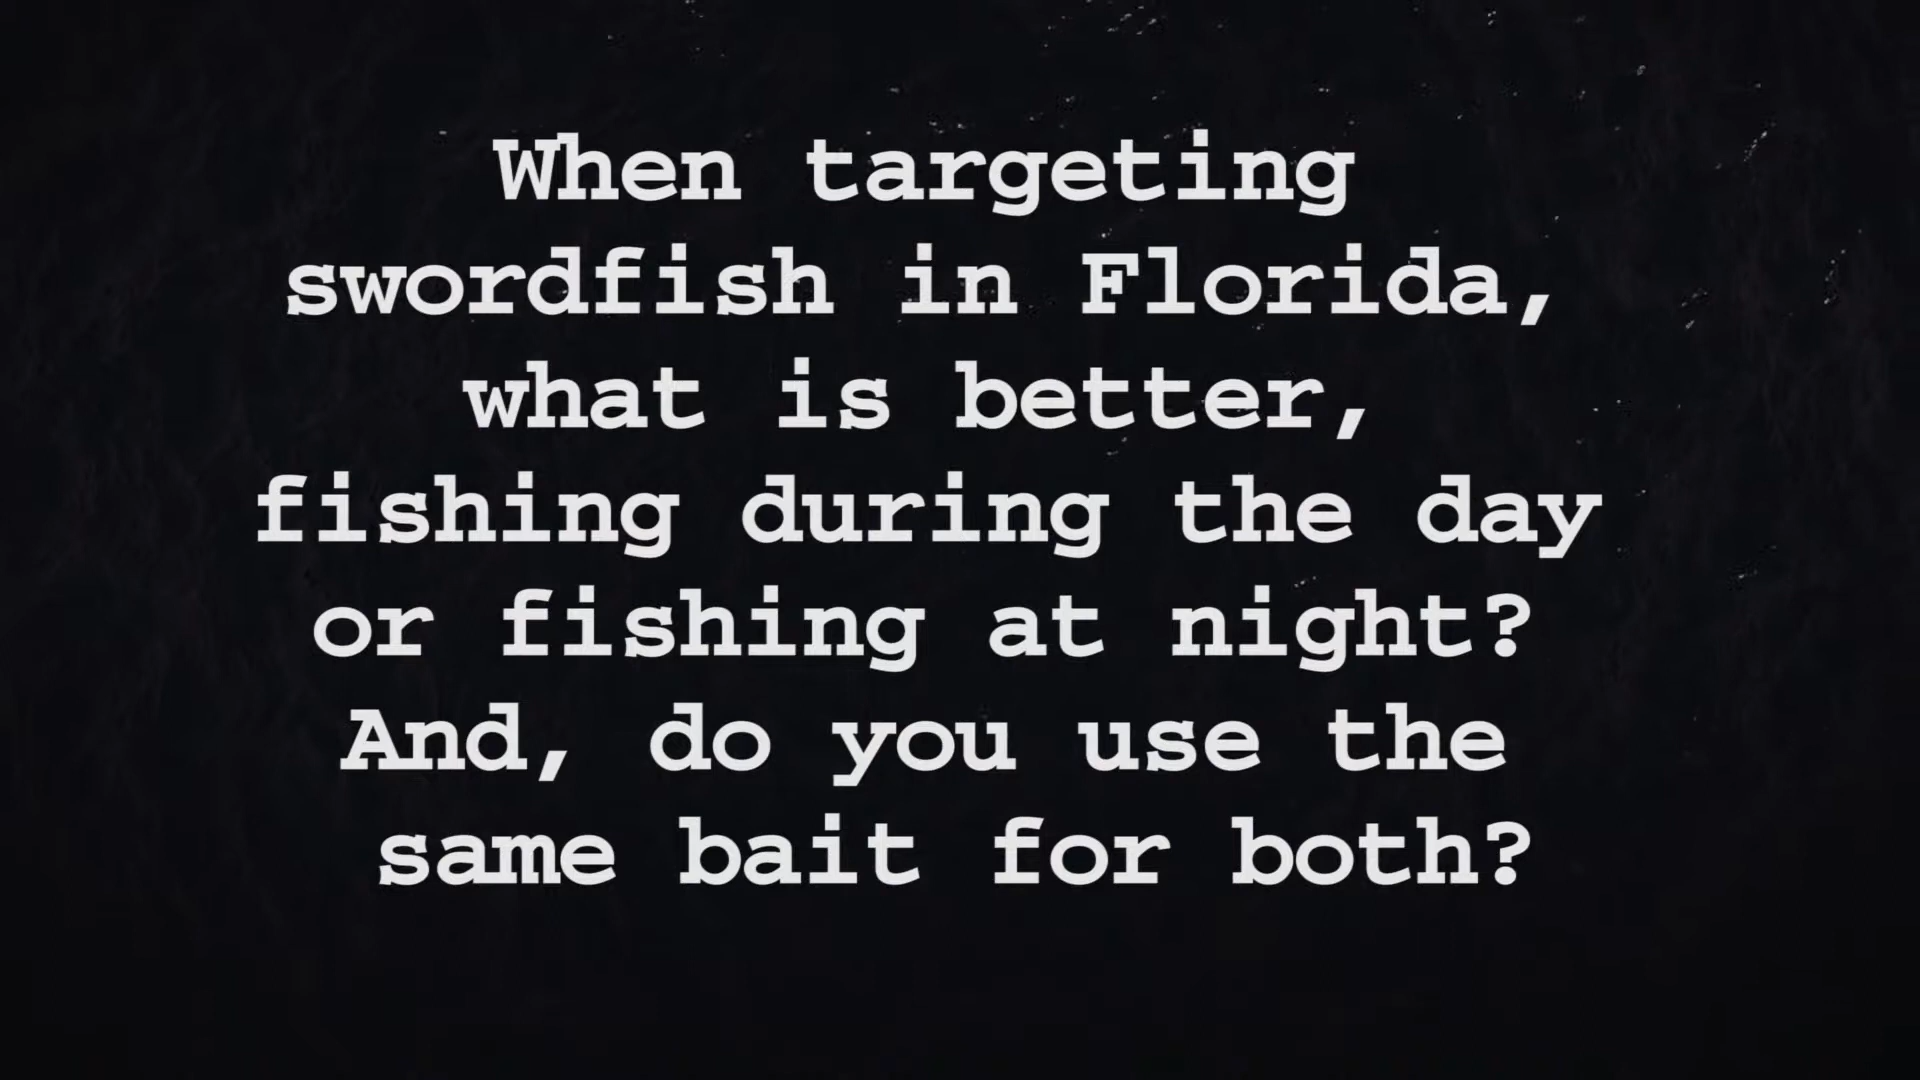 When targeting
swordfish in Florida,
what is better,
fishing during the day
or fishing at night?
And, do you use the
same bait for both?